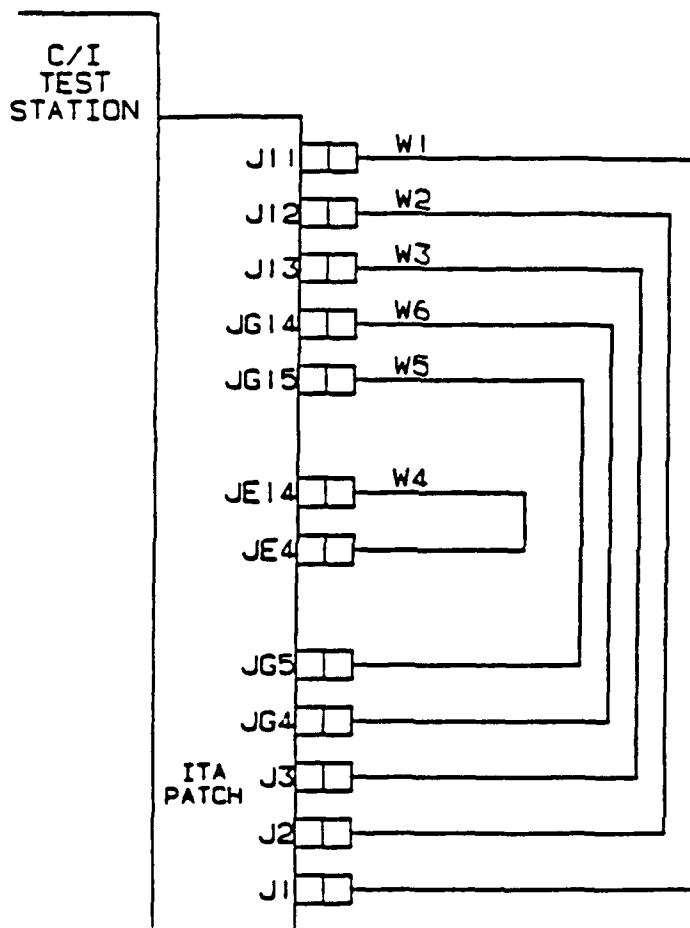 C/I
TEST
STATION
J11 W1
J12 W2
J13 W3
JG14 W6
JG15 W5
JE14 W4
JE4
JG5
JG4
ITA
PATCH
J3
J2
J1